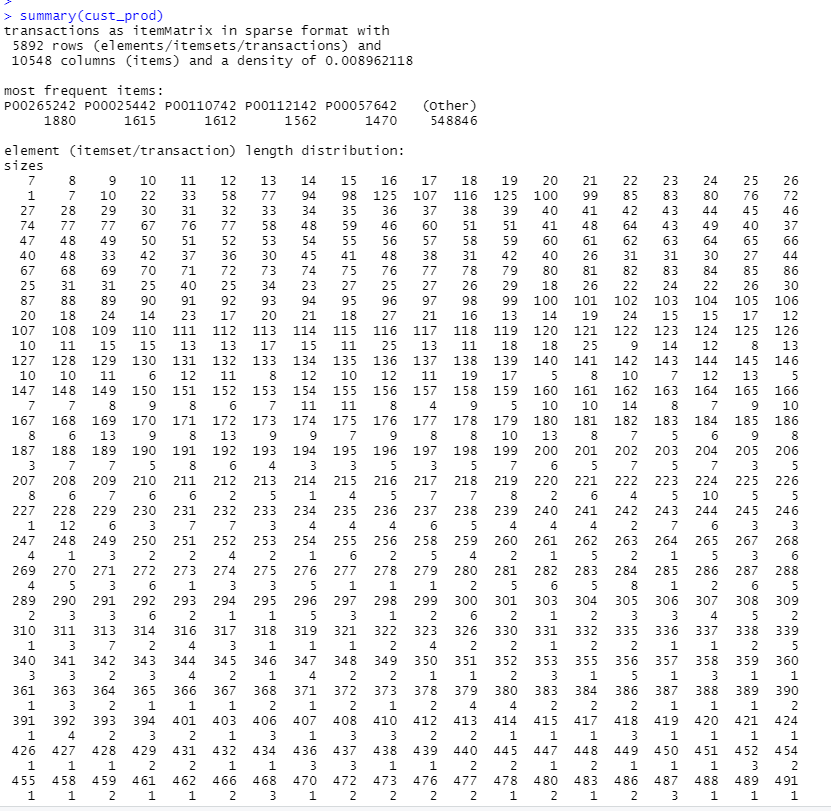 >
> summary(cust_prod)
transactions as itemMatrix in sparse format with
5892 rows (elements/itemsets/transactions) and
10548 columns (items) and a density of 0.008962118
most frequent items:
P00265242 P00025442 P00110742 P00112142 P00057642 (Other)
1880 1615 1612 1562 1470 548846
element (itemset/transaction) length distribution:
sizes
7 8 9 10 11 12 13 14 15 16 17 18 19 20 21 22 23 24 25 26
1 7 10 22 33 58 77 94 98 125 107 116 125 100 99 85 83 80 76 72
27 28 29 30 31 32 33 34 35 36 37 38 39 40 41 42 43 44 45 46
74 77 77 67 76 77 58 48 59 46 60 51 51 41 48 64 43 49 40 37
47 48 49 50 51 52 53 54 55 56 57 58 59 60 61 62 63 64 65 66
40 48 33 42 37 36 30 45 41 48 38 31 42 40 26 31 31 30 27 44
67 68 69 70 71 72 73 74 75 76 77 78 79 80 81 82 83 84 85 86
25 31 31 25 40 25 34 23 27 25 27 26 29 18 26 22 24 22 26 30
87 88 89 90 91 92 93 94 95 96 97 98 99 100 101 102 103 104 105 106
20 18 24 14 23 17 20 21 18 27 21 16 13 14 19 24 15 15 17 12
107 108 109 110 111 112 113 114 115 116 117 118 119 120 121 122 123 124 125 126
10 11 15 15 13 13 17 15 11 25 13 11 18 18 25 9 14 12 8 13
127 128 129 130 131 132 133 134 135 136 137 138 139 140 141 142 143 144 145 146
10 10 11 6 12 11 8 12 10 12 11 19 17 5 8 10 7 12 13 5
147 148 149 150 151 152 153 154 155 156 157 158 159 160 161 162 163 164 165 166
7 7 8 9 8 6 7 11 11 8 4 9 5 10 10 14 8 7 9 10
167 168 169 170 171 172 173 174 175 176 177 178 179 180 181 182 183 184 185 186
8 6 13 9 8 13 9 9 7 9 8 8 10 13 8 7 5 6 9 8
187 188 189 190 191 192 193 194 195 196 197 198 199 200 201 202 203 204 205 206
3 7 7 5 8 6 4 3 3 5 3 5 7 6 5 7 5 7 3 5
207 208 209 210 211 212 213 214 215 216 217 218 219 220 221 222 223 224 225 226
8 6 7 6 6 2 5 1 4 5 7 7 8 2 6 4 5 10 5 5
227 228 229 230 231 232 233 234 235 236 237 238 239 240 241 242 243 244 245 246
1 12 6 3 7 7 3 4 4 4 6 5 4 4 4 2 7 6 3 3
247 248 249 250 251 252 253 254 255 256 258 259 260 261 262 263 264 265 267 268
4 1 3 2 2 4 2 1 6 2 5 4 2 1 5 2 1 5 3 6
269 270 271 272 273 274 275 276 277 278 279 280 281 282 283 284 285 286 287 288
4 5 3 6 1 3 3 5 1 1 1 2 5 6 5 8 1 2 6 5
289 290 291 292 293 294 295 296 297 298 299 300 301 303 304 305 306 307 308 309
2 3 3 6 2 1 1 5 3 1 2 6 2 1 2 3 3 4 5 2
310 311 313 314 316 317 318 319 321 322 323 326 330 331 332 335 336 337 338 339
1 3 7 2 4 3 1 1 1 2 4 2 2 1 2 2 1 1 2 5
340 341 342 343 344 345 346 347 348 349 350 351 352 353 355 356 357 358 359 360
3 3 2 3 4 2 1 4 2 2 1 1 2 3 1 5 1 3 1 1
361 363 364 365 366 367 368 371 372 373 378 379 380 383 384 386 387 388 389 390
1 3 2 1 1 1 2 1 2 1 2 4 4 2 2 2 1 1 1 2
391 392 393 394 401 403 406 407 408 410 412 413 414 415 417 418 419 420 421 424
1 4 2 3 2 1 3 1 3 3 2 2 1 1 1 3 1 1 1 1
426 427 428 429 431 432 434 436 437 438 439 440 445 447 448 449 450 451 452 454
1 1 1 2 2 1 1 3 3 1 1 2 2 1 2 1 1 1 3 2
455 458 459 461 462 466 468 470 472 473 476 477 478 480 483 486 487 488 489 491
1 1 2 1 1 2 3 1 2 2 2 2 1 2 1 2 3 1 1 1